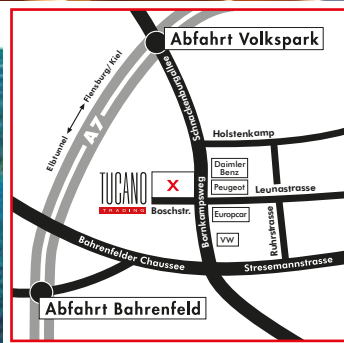 Abfahrt Volkspark
Elbtunnel
Flensburg/Kiel
A7
Schnackenburgallee
Holstenkamp
Daimler
Benz
Peugeot
Leunastrasse
TUCANO
TRADING
X
Boschstr.
Bornkampsweg
Europcar
Ruhrstrasse
VW
Bahrenfelder Chaussee
Stresemannstrasse
Abfahrt Bahrenfeld